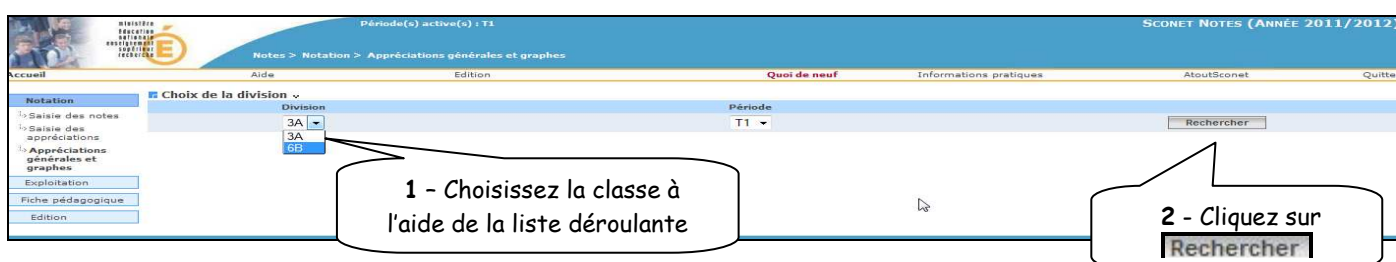 ministère
éducation
nationale
enseignement
supérieur
recherche
Période(s) active(s) : T1
SCONET NOTES (ANNÉE 2011/2012)
Notes > Notation > Appréciations générales et graphes
Accueil
Aide
Edition
Quoi de neuf
Informations pratiques
AtoutSconet
Quitte
Notation
Saisie des notes
Saisie des
appréciations
Appréciations
générales et
graphes
Exploitation
Fiche pédagogique
Edition
Choix de la division
Division
Période
3A
T1
Rechercher
3A
6B
1 – Choisissez la classe à
l'aide de la liste déroulante
2 - Cliquez sur
Rechercher